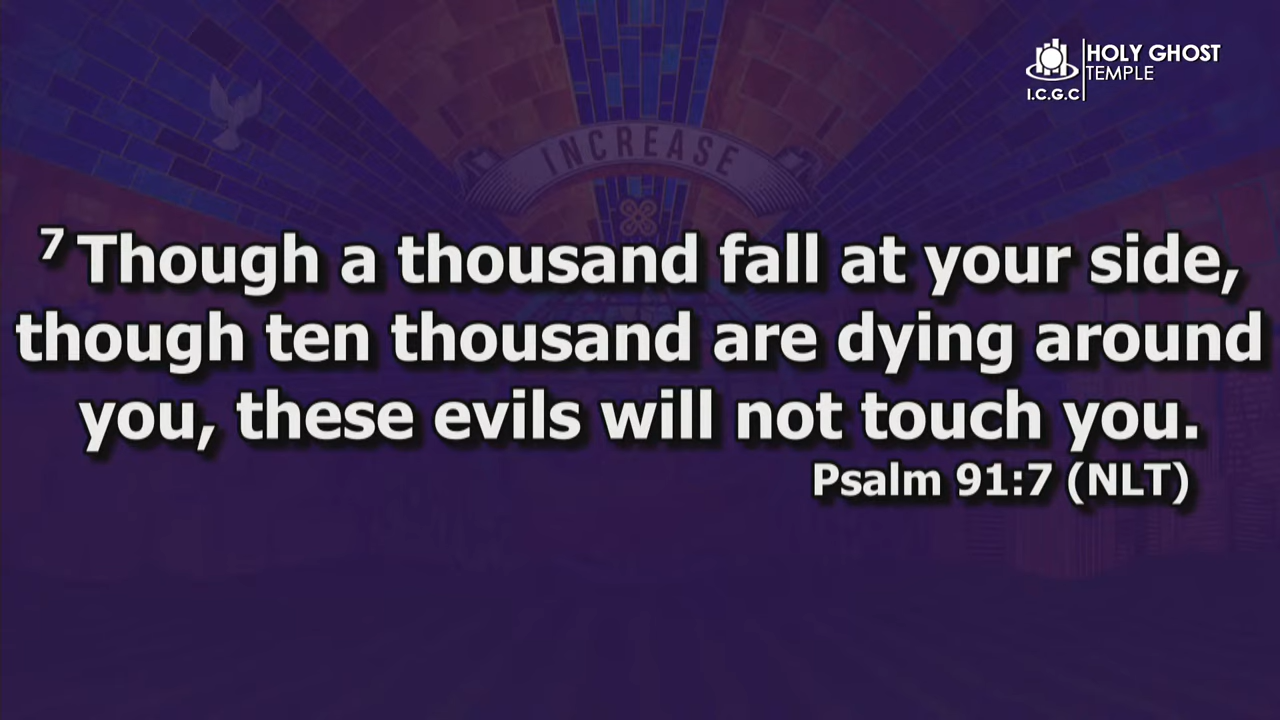 HOLY GHOST
TEMPLE
I.C.G.C
INCREASE
7 Though a thousand fall at your side,
though ten thousand are dying around
you, these evils will not touch you.
Psalm 91:7 (NLT)